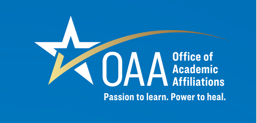 OAA
Office of
Academic
Affiliations
Passion to learn. Power to heal.